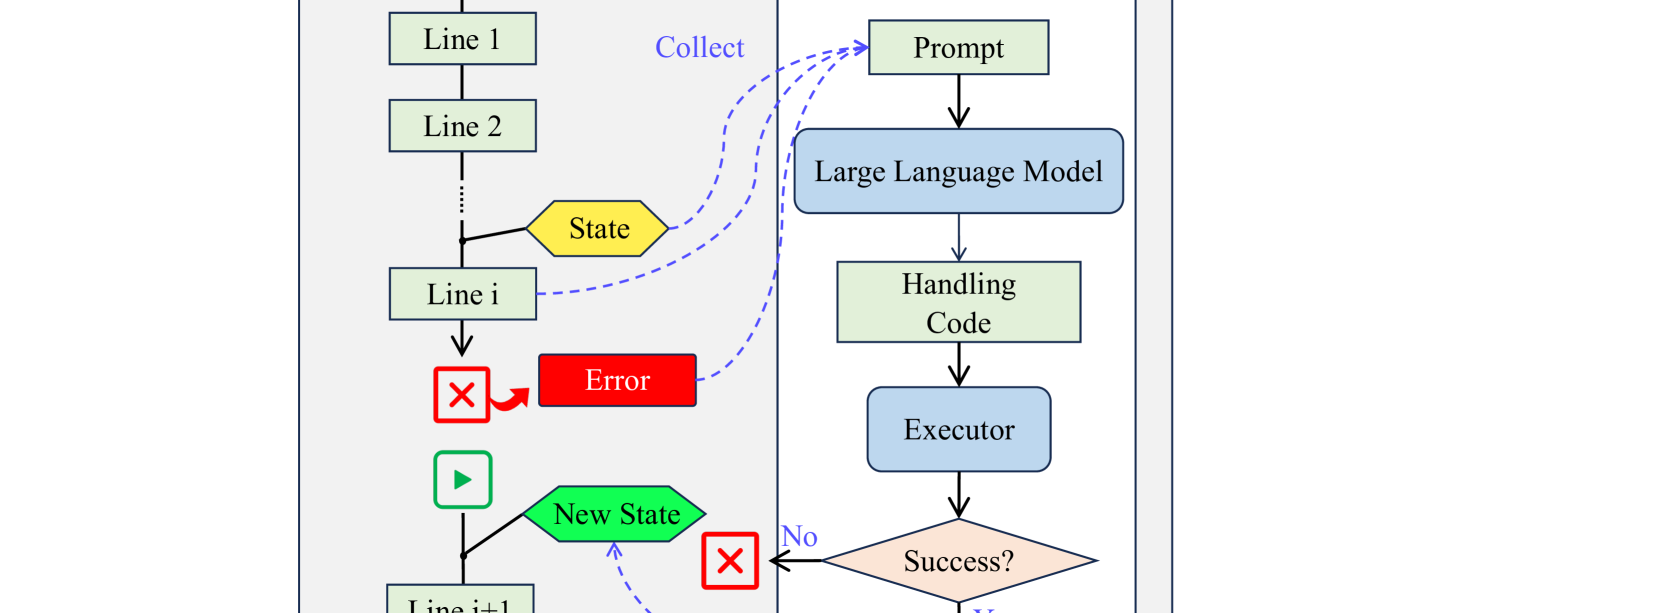 Line 1
Collect
Prompt
Line 2
Large Language Model
State
Line i
Handling
Code
Error
Executor
New State
No
Success?
Line i+1